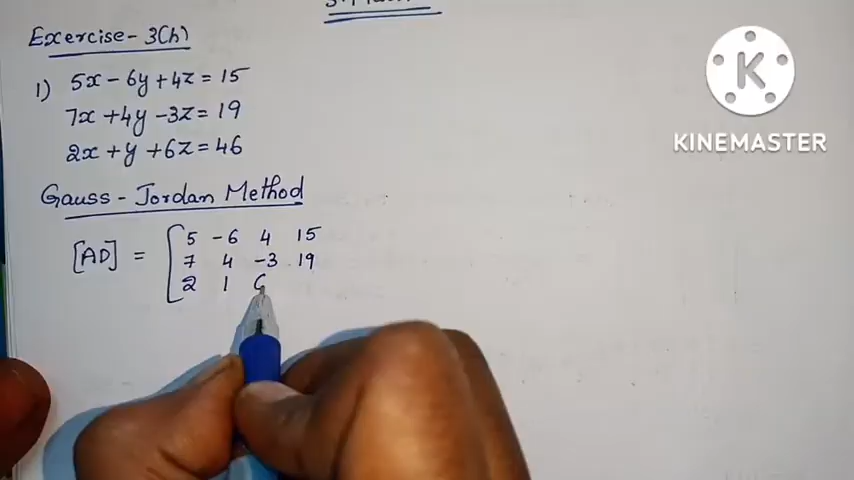 Exercise - 3(h)
1) 5x - 6y + 4z = 15
7x + 4y - 3z = 19
2x + y + 6z = 46
Gauss - Jordan Method
[AD] = [ 5 -6 4 15
7 4 -3 19
2 1 6
K
KINEMASTER